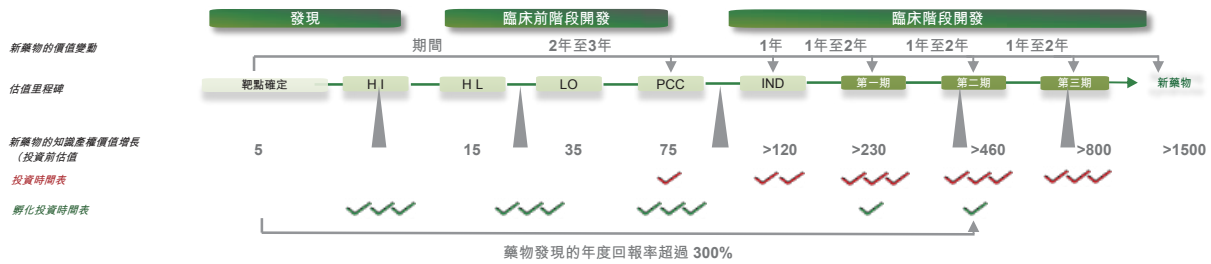 發現 臨床前階段開發 臨床階段開發
新藥物的價值變動 期間 2年至3年 1年 1年至2年 1年至2年 1年至2年
估值里程碑 靶點確定 H I H L LO PCC IND 第一期 第二期 第三期 新藥物
新藥物的知識產權價值增長
(投資前估值 5 15 35 75 >120 >230 >460 >800 >1500
投資時間表
孵化投資時間表
藥物發現的年度回報率超過 300%